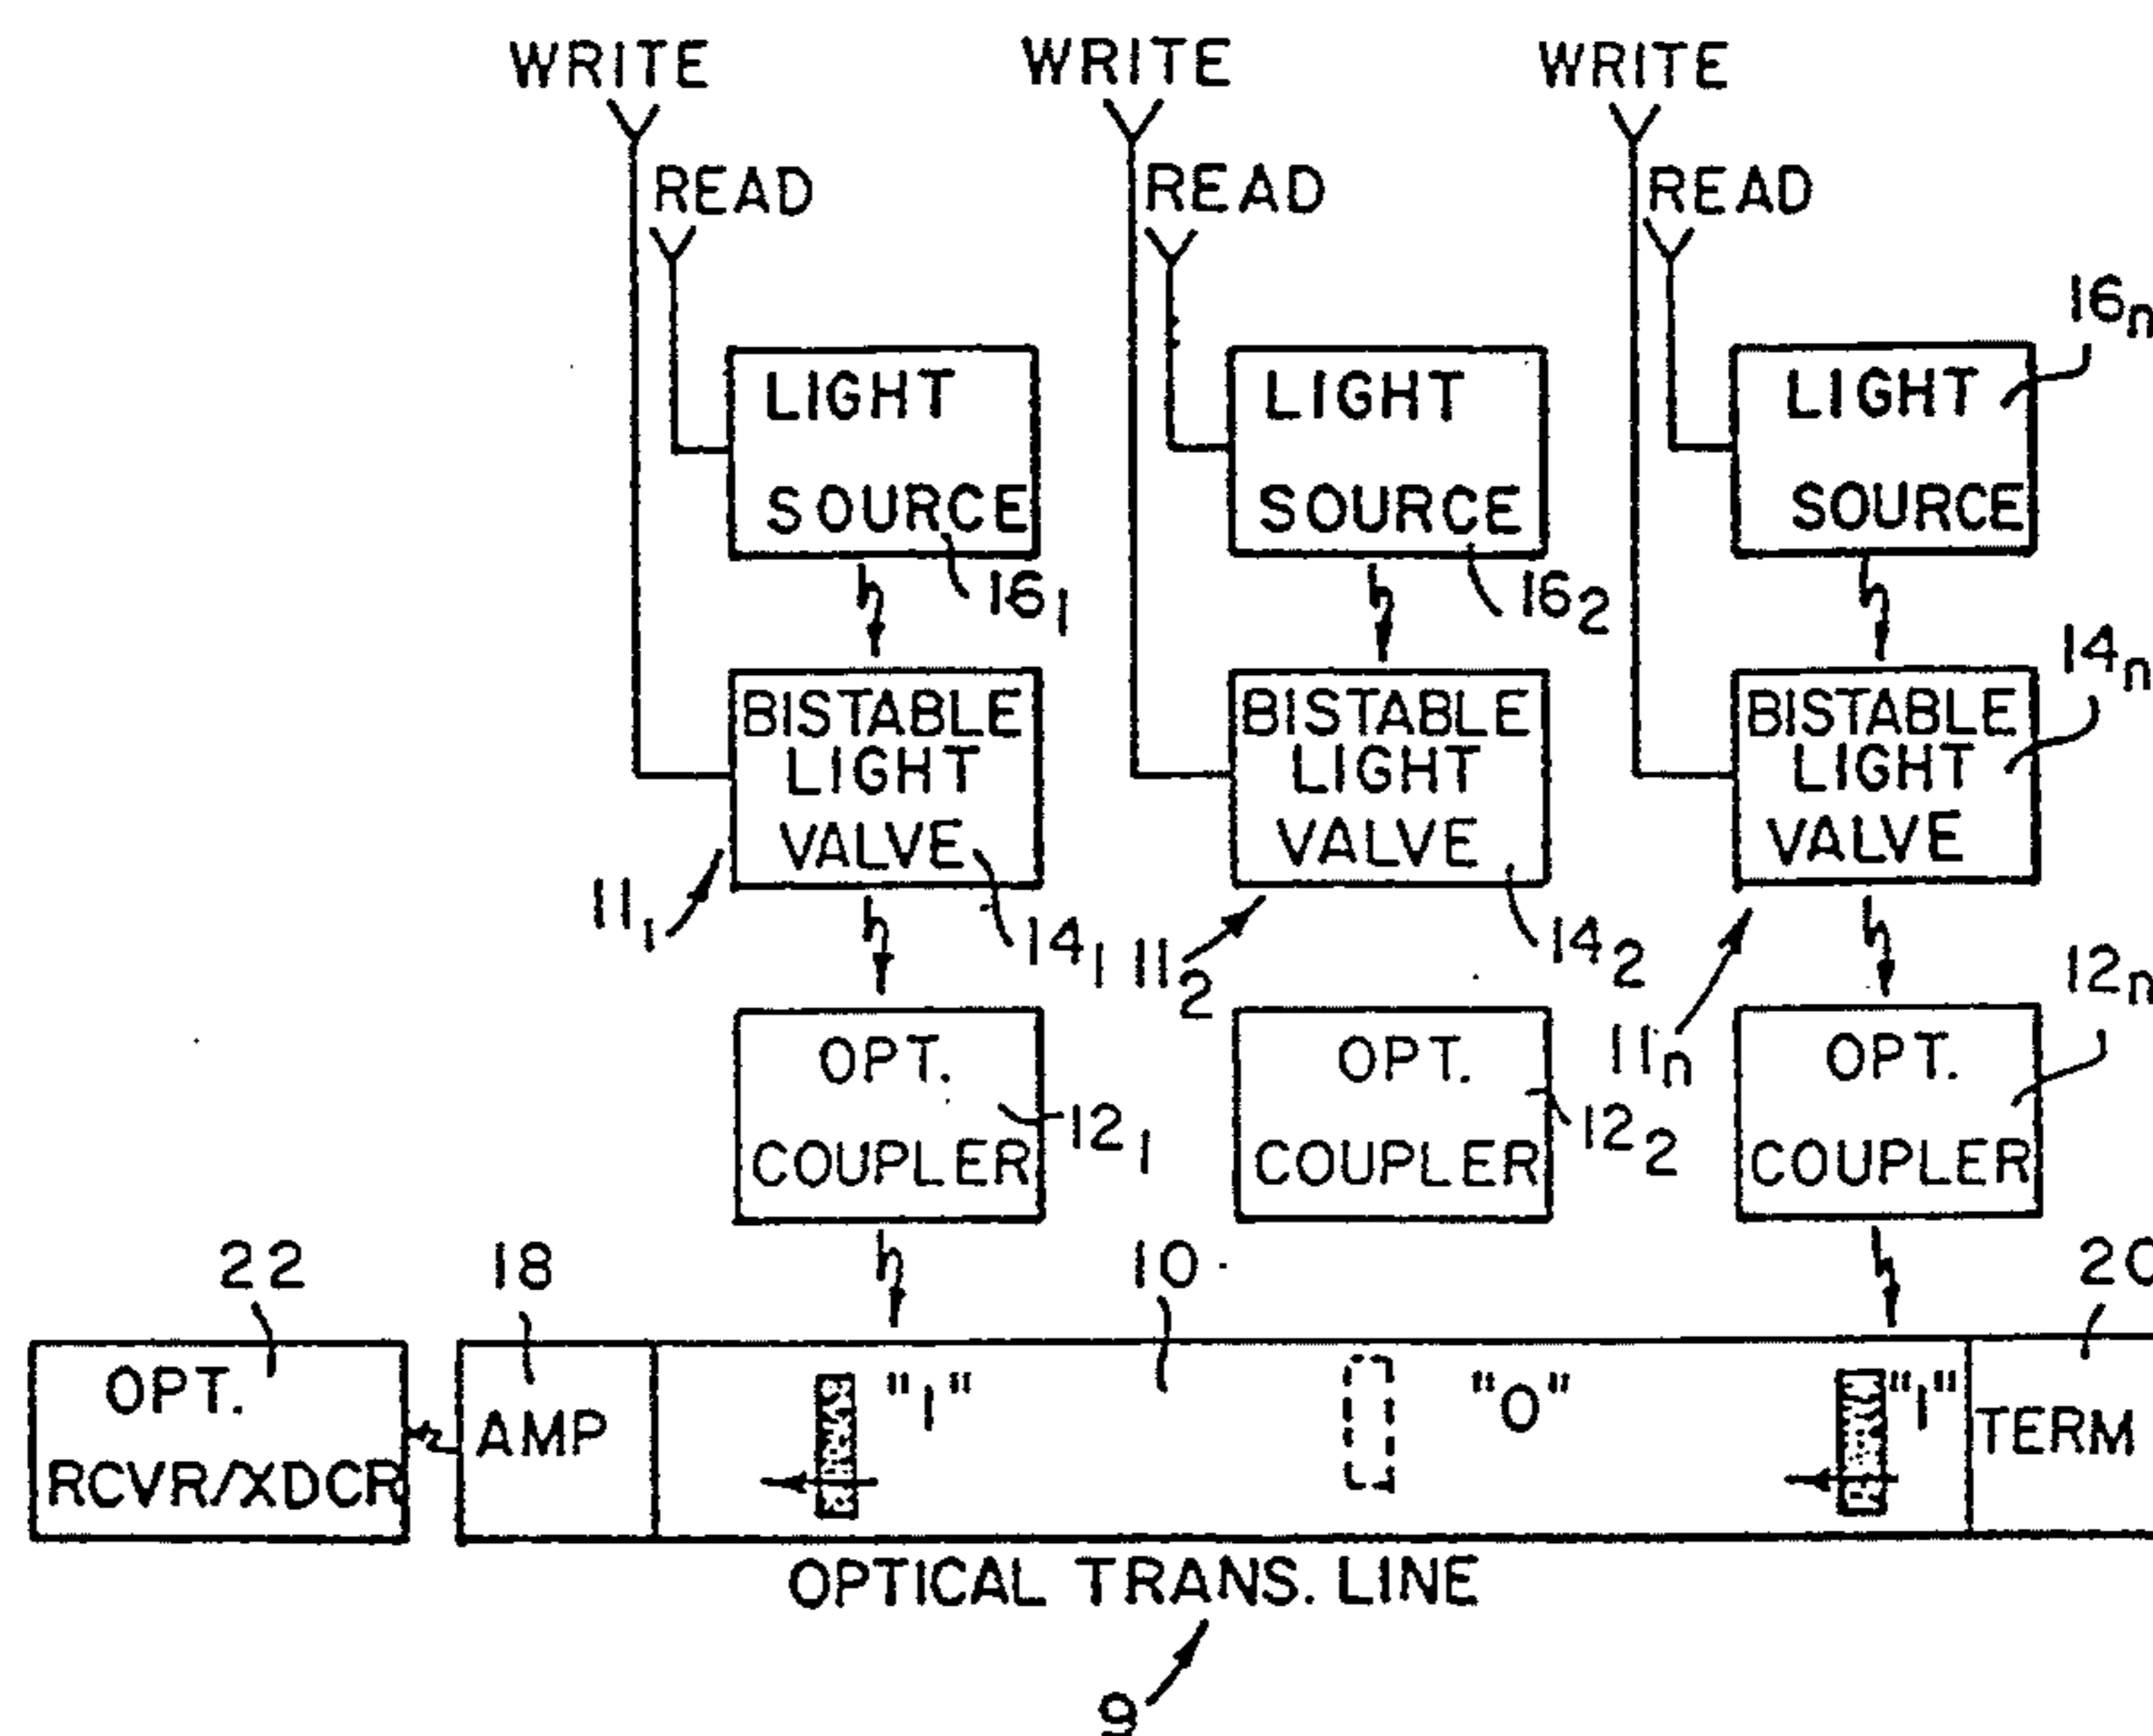 WRITE WRITE WRITE
READ READ READ
16n
LIGHT LIGHT LIGHT
SOURCE SOURCE SOURCE
16₁ 16₂
14n
BISTABLE BISTABLE BISTABLE
LIGHT LIGHT LIGHT
VALVE VALVE VALVE
11₁ 14₁ 11₂ 14₂
12n
11n
OPT. OPT. OPT.
12₁ 12₂
COUPLER COUPLER COUPLER
22 18 10 20
OPT. "1" "0" "1"
AMP TERM
RCVR/XDCR
OPTICAL TRANS. LINE
9